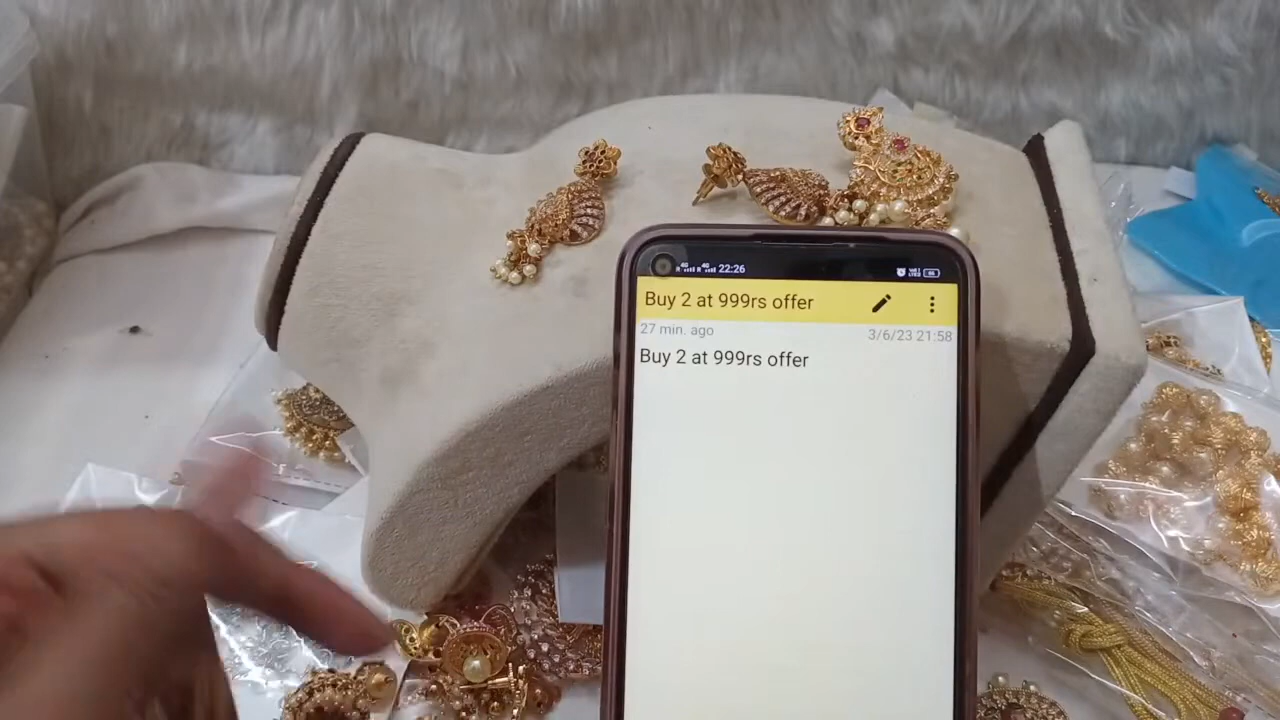 22:26
Buy 2 at 999rs offer
27 min. ago 3/6/23 21:58
Buy 2 at 999rs offer